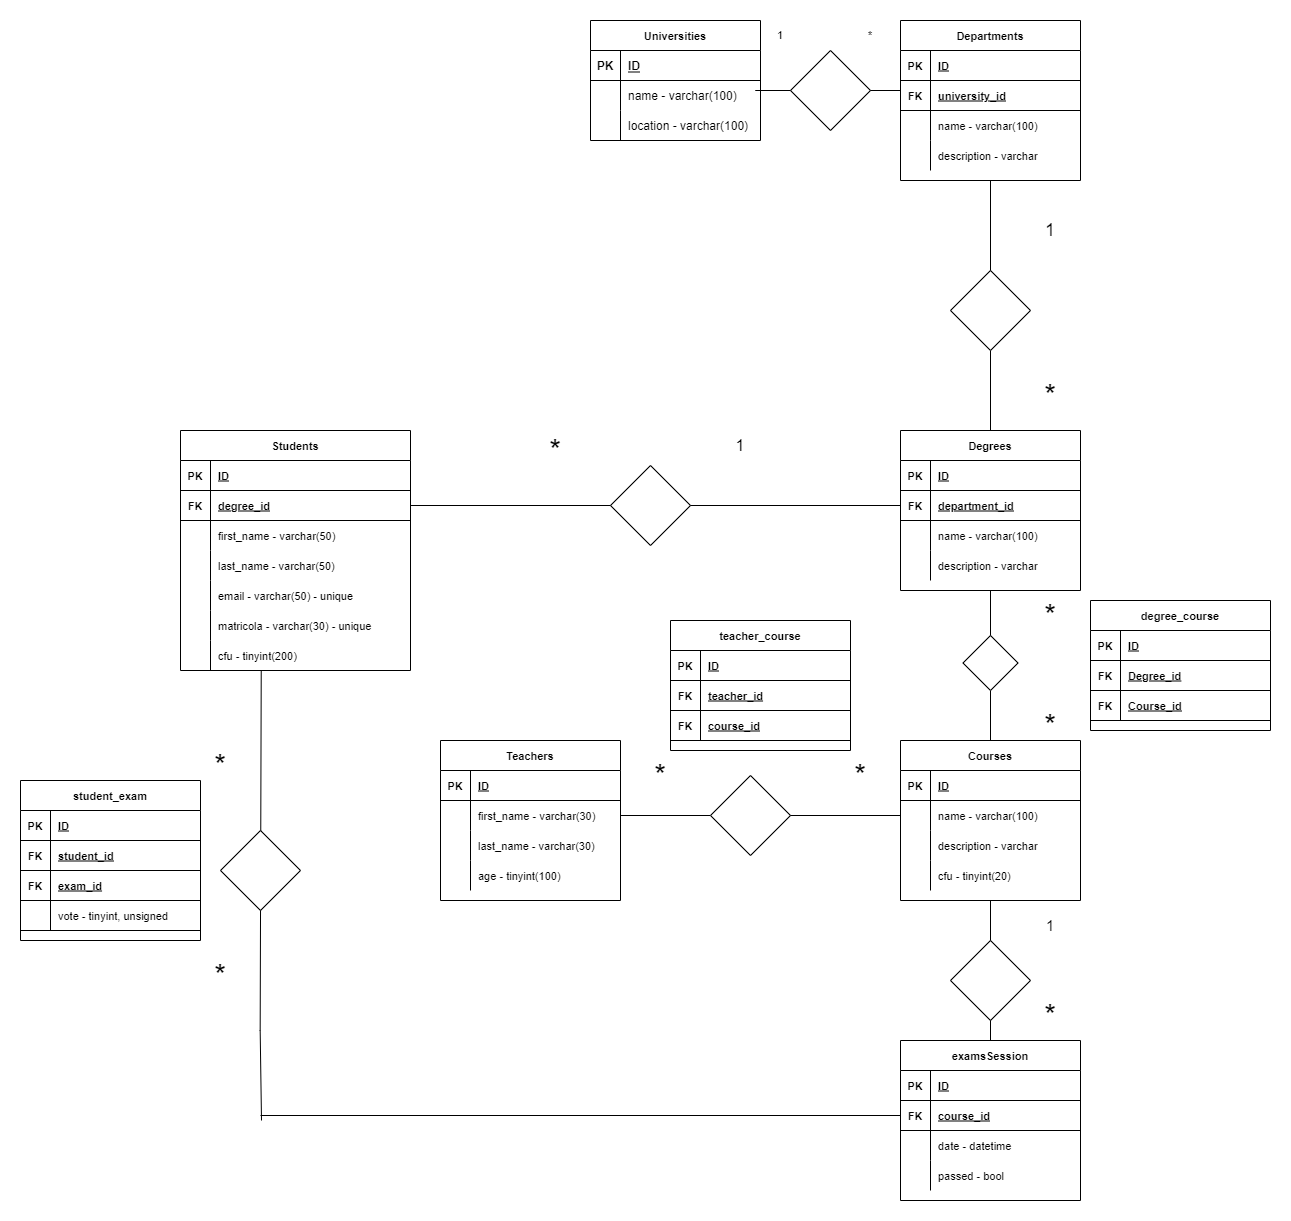 Universities
PK ID
name - varchar(100)
location - varchar(100)
1
*
Departments
PK ID
FK university_id
name - varchar(100)
description - varchar
1
*
Students
PK ID
FK degree_id
first_name - varchar(50)
last_name - varchar(50)
email - varchar(50) - unique
matricola - varchar(30) - unique
cfu - tinyint(200)
*
1
Degrees
PK ID
FK department_id
name - varchar(100)
description - varchar
*
*
degree_course
PK ID
FK Degree_id
FK Course_id
teacher_course
PK ID
FK teacher_id
FK course_id
Teachers
PK ID
first_name - varchar(30)
last_name - varchar(30)
age - tinyint(100)
*
*
Courses
PK ID
name - varchar(100)
description - varchar
cfu - tinyint(20)
*
student_exam
PK ID
FK student_id
FK exam_id
vote - tinyint, unsigned
*
1
*
examsSession
PK ID
FK course_id
date - datetime
passed - bool